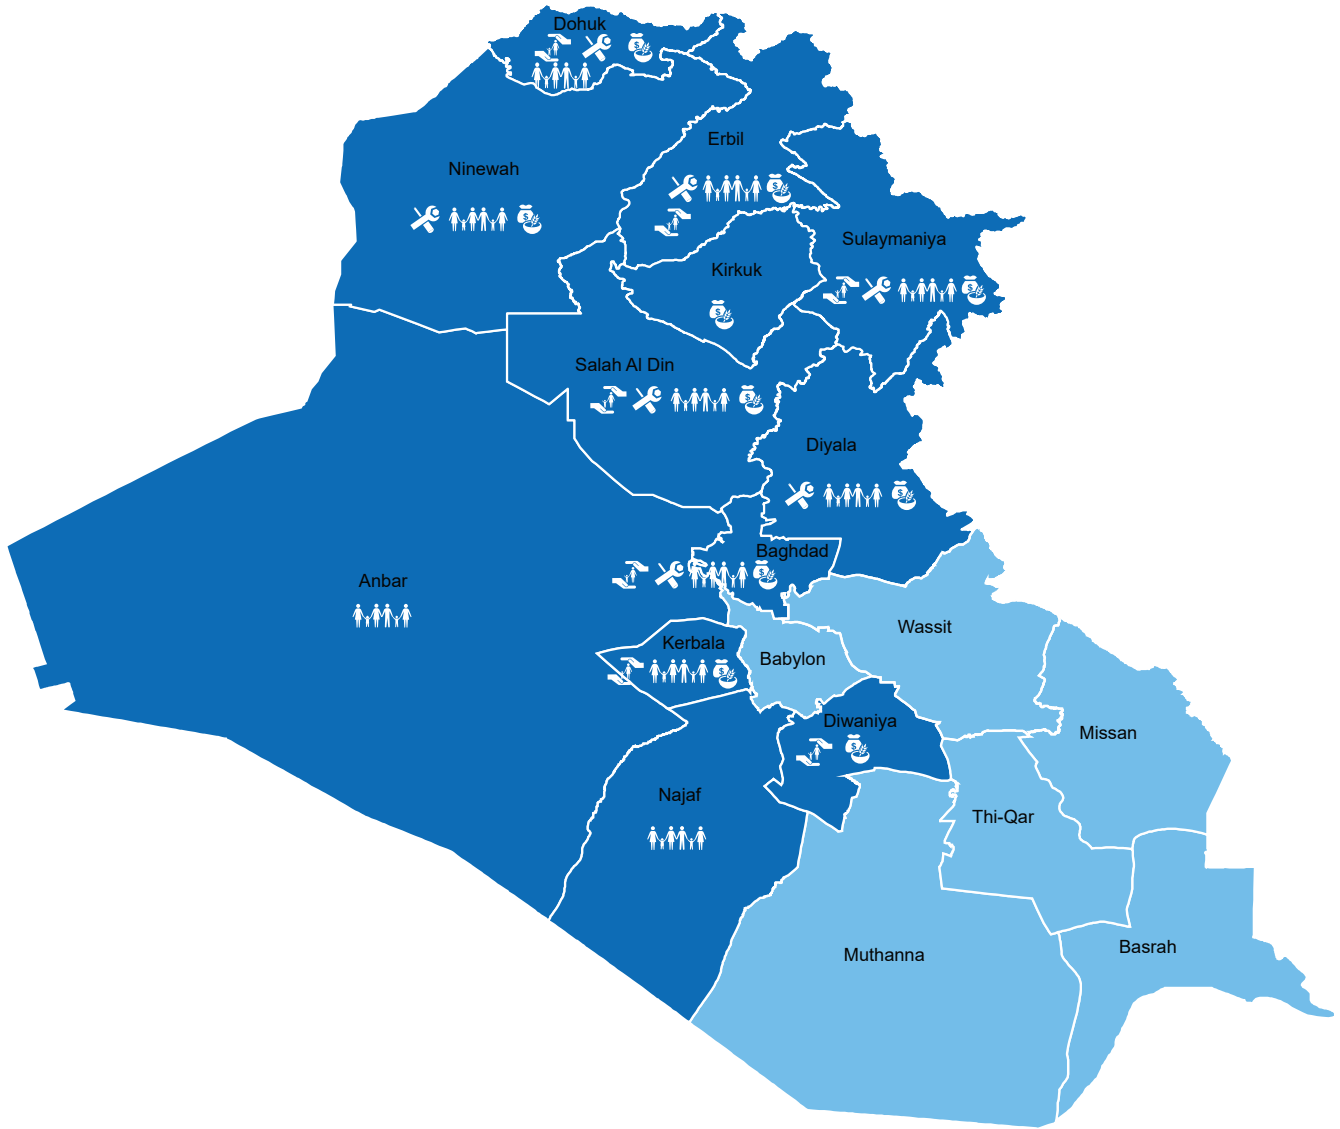 Dohuk
Erbil
Ninewah
Sulaymaniya
Kirkuk
Salah Al Din
Diyala
Baghdad
Anbar
Wassit
Kerbala
Babylon
Diwaniya
Missan
Najaf
Thi-Qar
Basrah
Muthanna